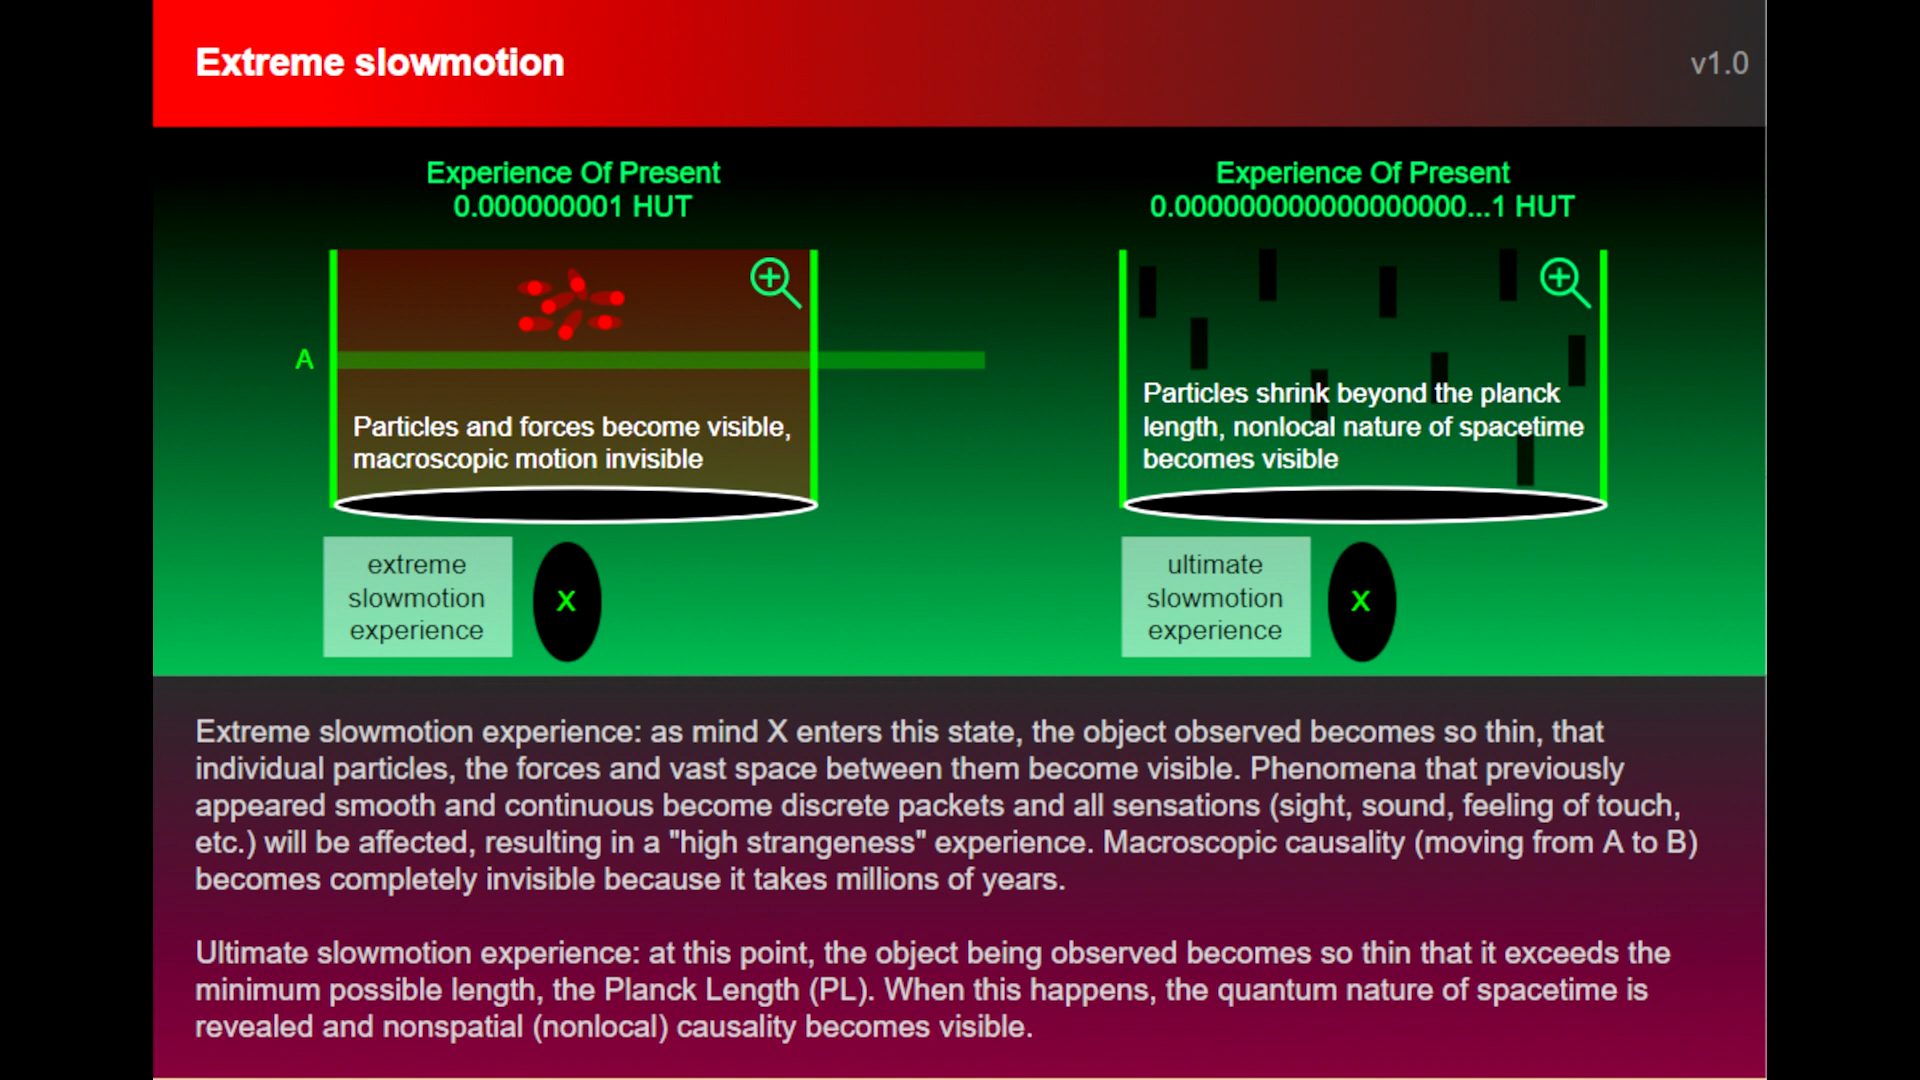 Extreme slowmotion
v1.0
Experience Of Present
0.000000001 HUT
Experience Of Present
0.000000000000000000...1 HUT
A
Particles and forces become visible,
macroscopic motion invisible
Particles shrink beyond the planck
length, nonlocal nature of spacetime
becomes visible
extreme
slowmotion
experience
X
ultimate
slowmotion
experience
X
Extreme slowmotion experience: as mind X enters this state, the object observed becomes so thin, that
individual particles, the forces and vast space between them become visible. Phenomena that previously
appeared smooth and continuous become discrete packets and all sensations (sight, sound, feeling of touch,
etc.) will be affected, resulting in a "high strangeness" experience. Macroscopic causality (moving from A to B)
becomes completely invisible because it takes millions of years.
Ultimate slowmotion experience: at this point, the object being observed becomes so thin that it exceeds the
minimum possible length, the Planck Length (PL). When this happens, the quantum nature of spacetime is
revealed and nonspatial (nonlocal) causality becomes visible.